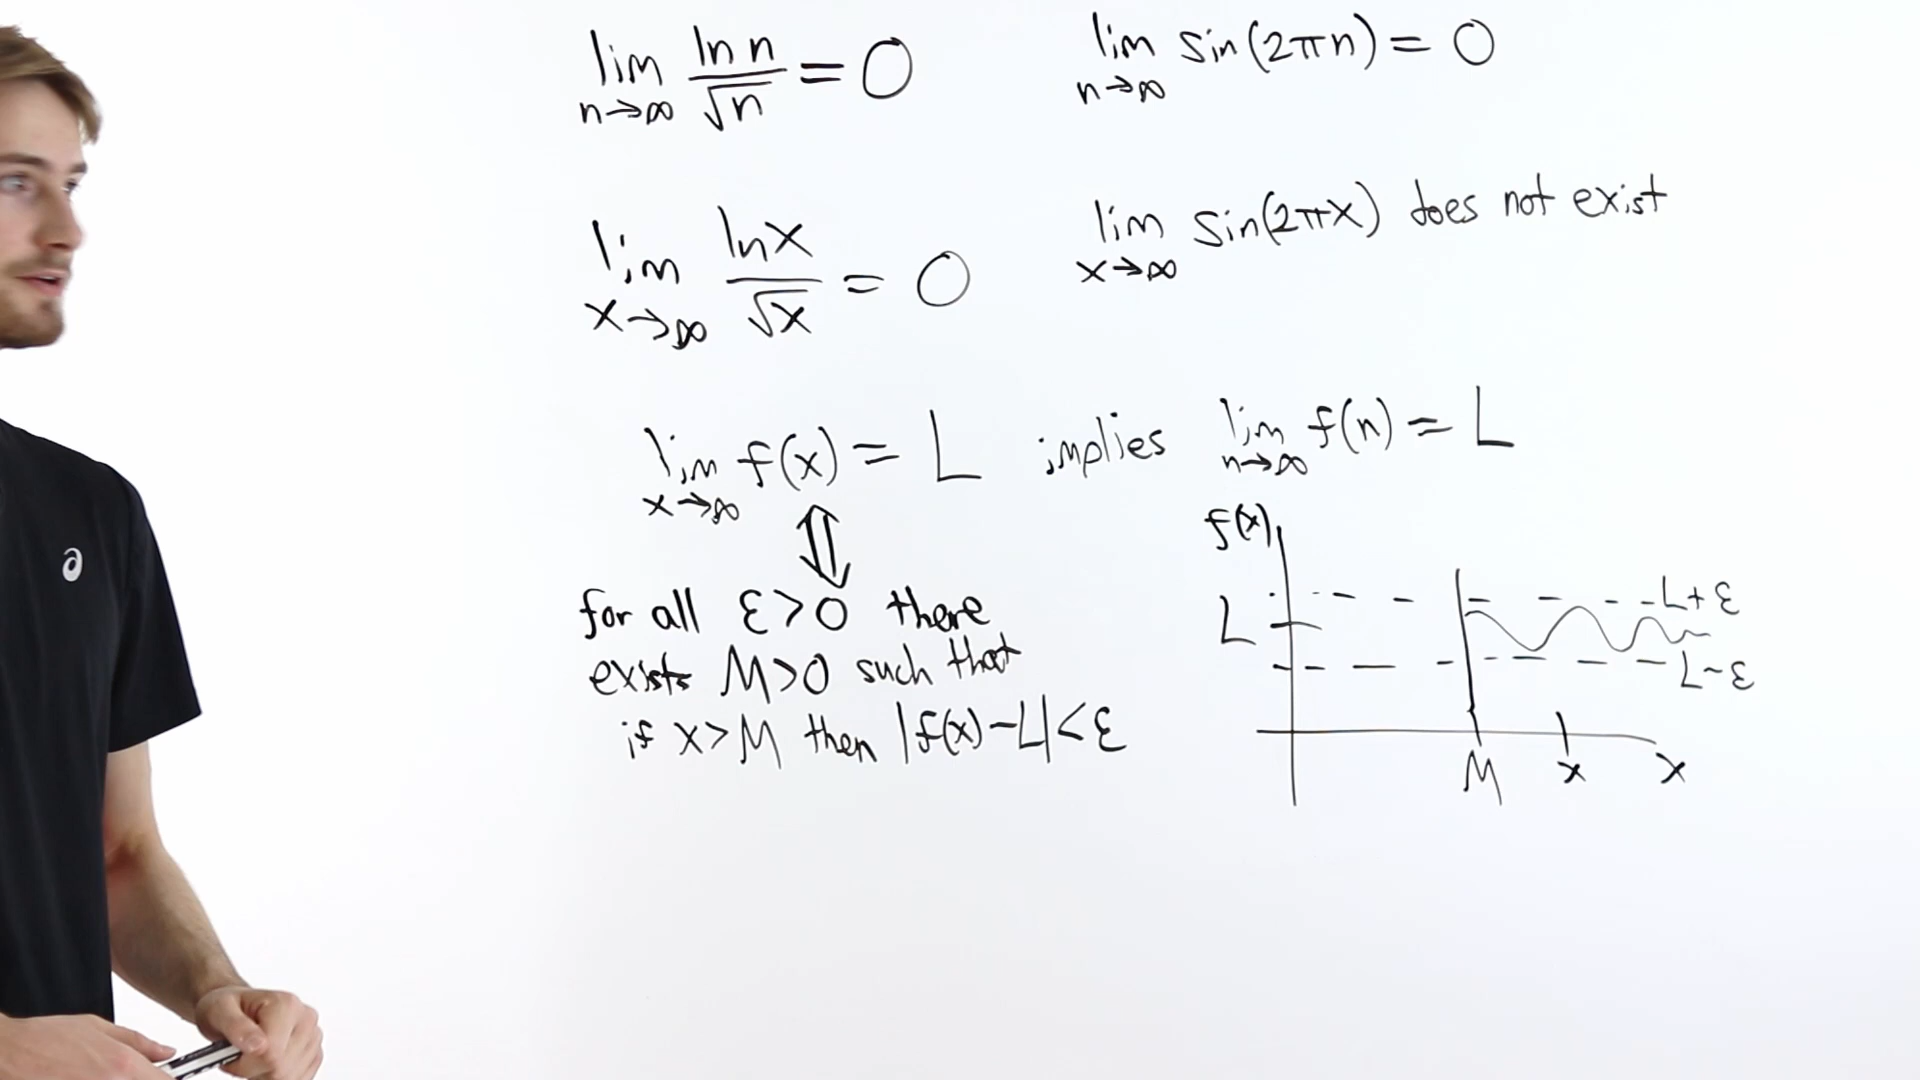 lim n→∞ ln n / √n = 0
lim n→∞ sin(2πn) = 0
lim x→∞ ln x / √x = 0
lim x→∞ sin(2πx) does not exist
lim x→∞ f(x) = L implies lim n→∞ f(n) = L
⇕
for all ε>0 there
exists M>0 such that
if x>M then |f(x)-L|<ε
f(x)
L+ε
L
L-ε
M x x